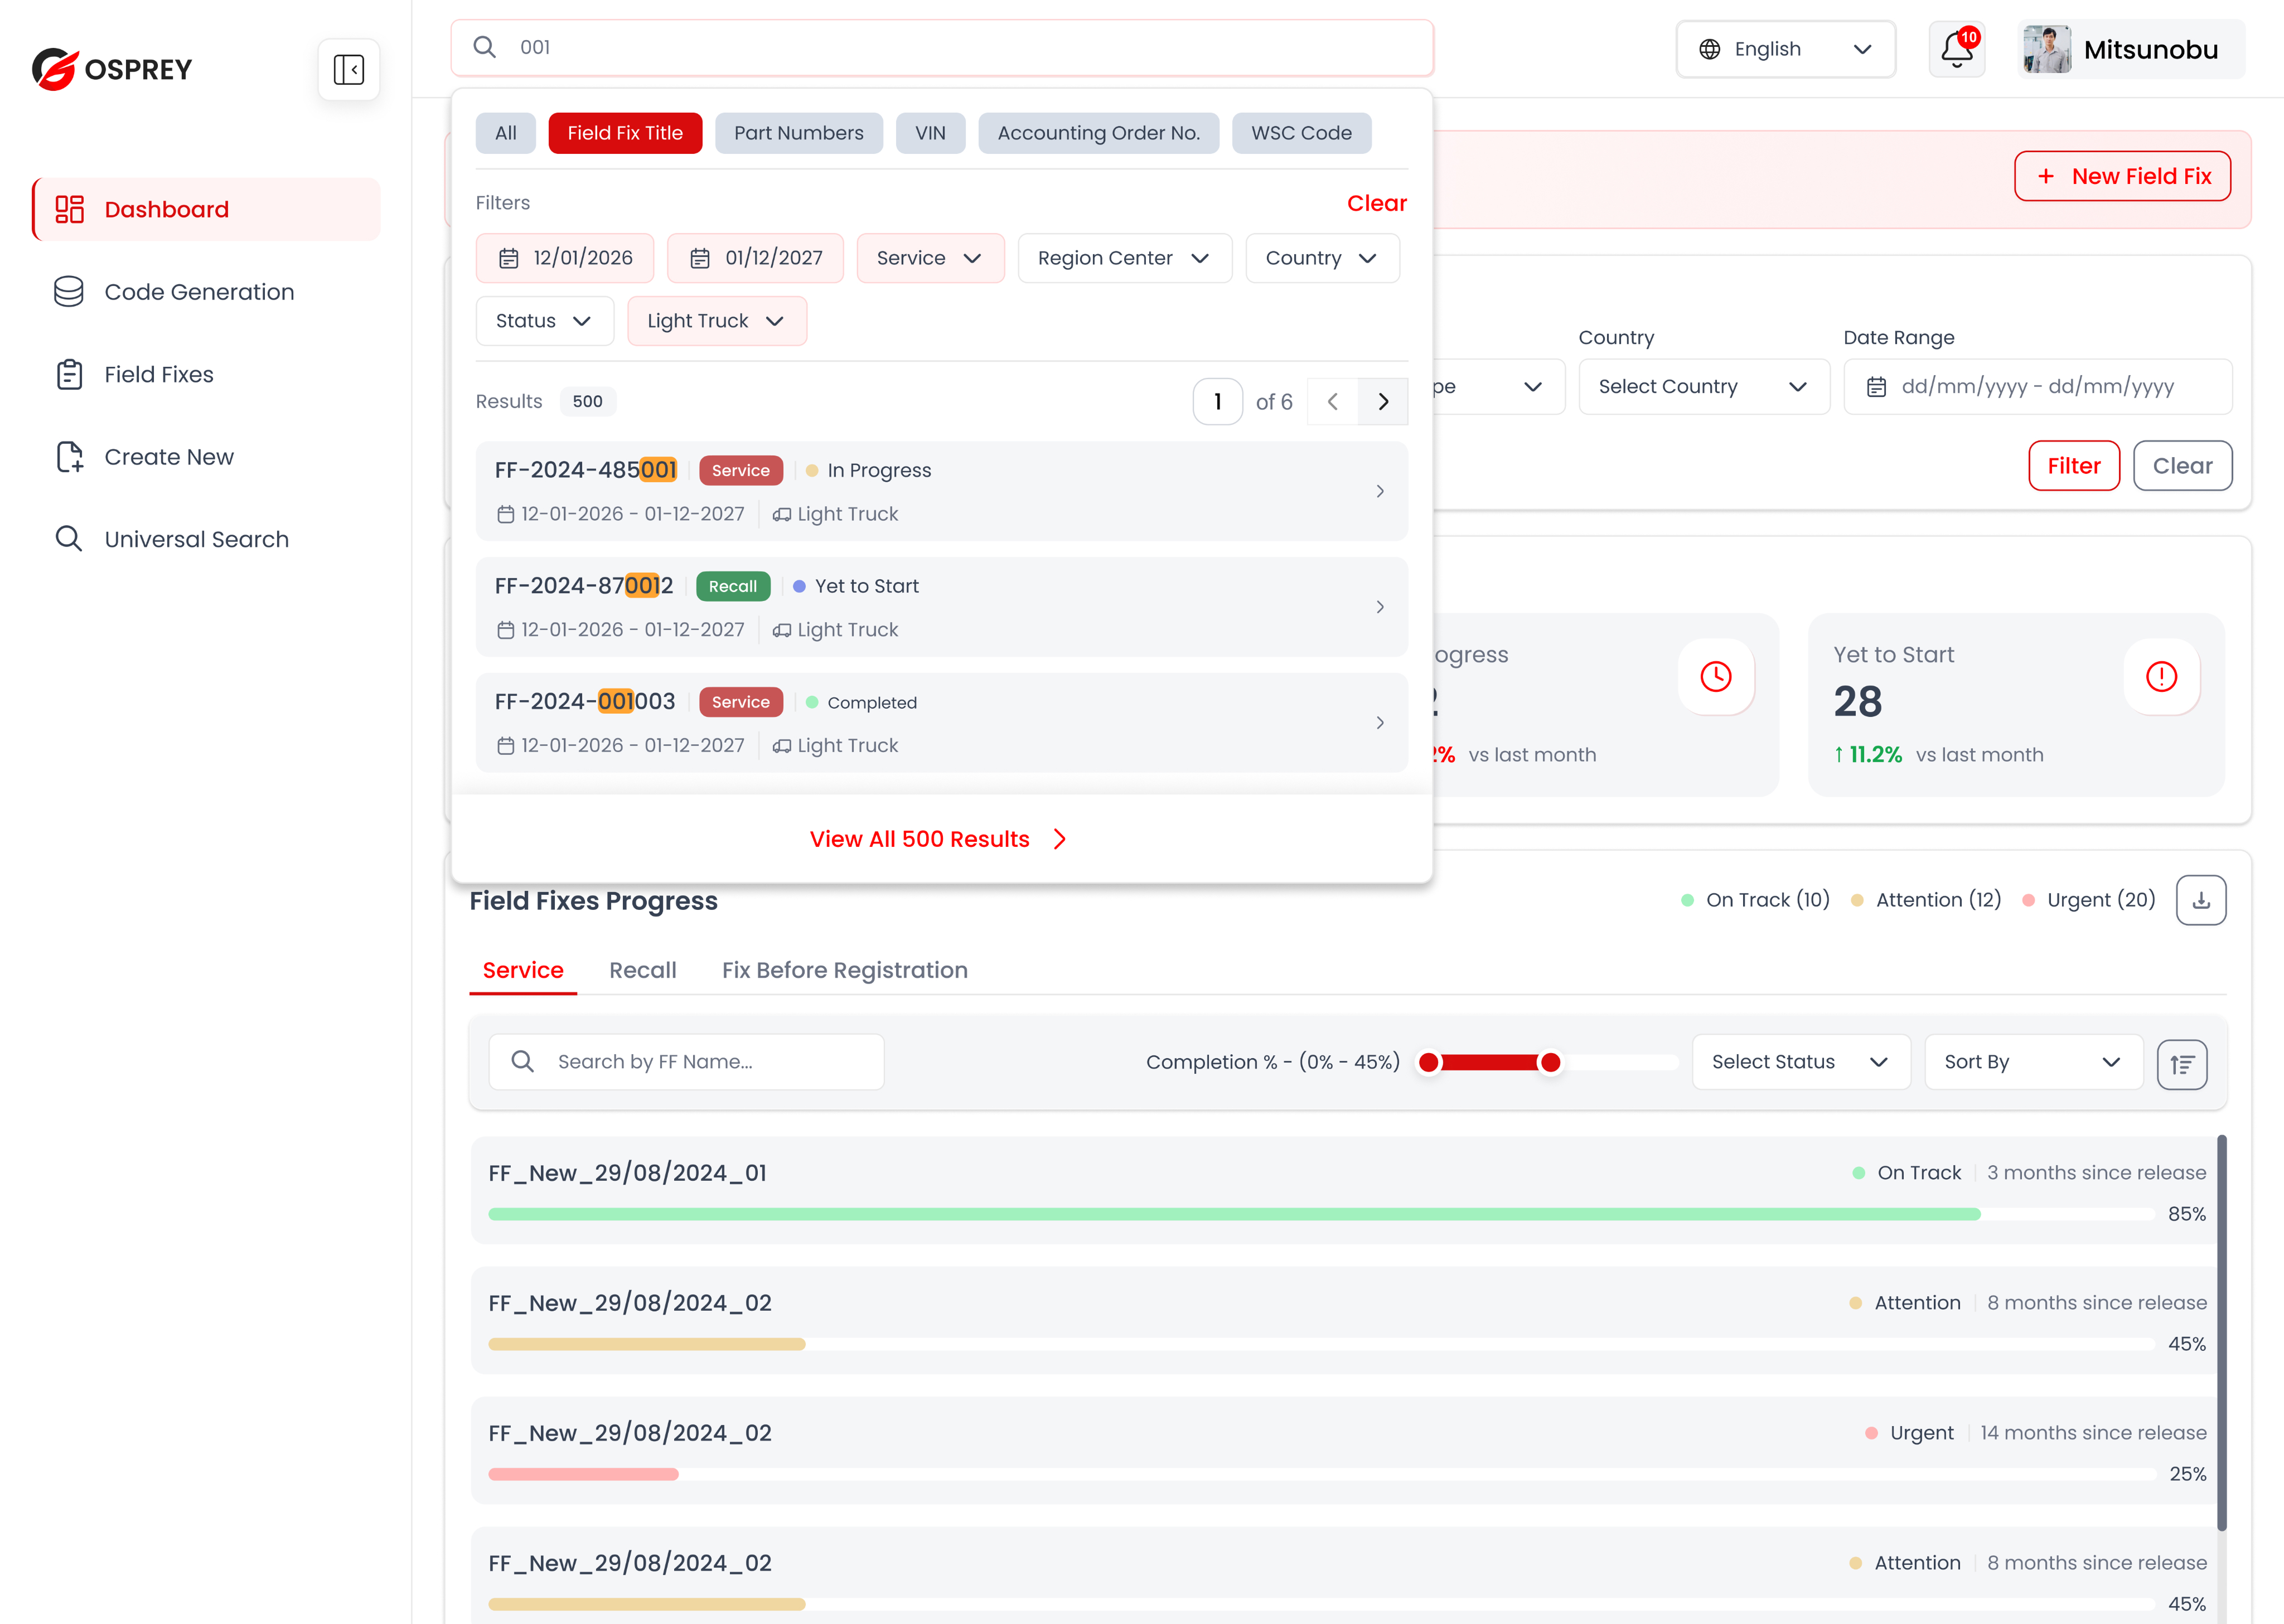 OSPREY
001
English
10
Mitsunobu
All
Field Fix Title
Part Numbers
VIN
Accounting Order No.
WSC Code
New Field Fix
Filters
Clear
Dashboard
12/01/2026
01/12/2027
Service
Region Center
Country
Code Generation
Status
Light Truck
Country
Date Range
Field Fixes
Results
500
1
of 6
Select Country
dd/mm/yyyy - dd/mm/yyyy
Create New
FF-2024-485001
Service
In Progress
Filter
Clear
12-01-2026 - 01-12-2027
Light Truck
Universal Search
FF-2024-870012
Recall
Yet to Start
12-01-2026 - 01-12-2027
Light Truck
ogress
Yet to Start
FF-2024-001003
Service
Completed
28
12-01-2026 - 01-12-2027
Light Truck
% vs last month
↑ 11.2% vs last month
View All 500 Results
Field Fixes Progress
On Track (10)
Attention (12)
Urgent (20)
Service
Recall
Fix Before Registration
Search by FF Name...
Completion % - (0% - 45%)
Select Status
Sort By
FF_New_29/08/2024_01
On Track
3 months since release
85%
FF_New_29/08/2024_02
Attention
8 months since release
45%
FF_New_29/08/2024_02
Urgent
14 months since release
25%
FF_New_29/08/2024_02
Attention
8 months since release
45%